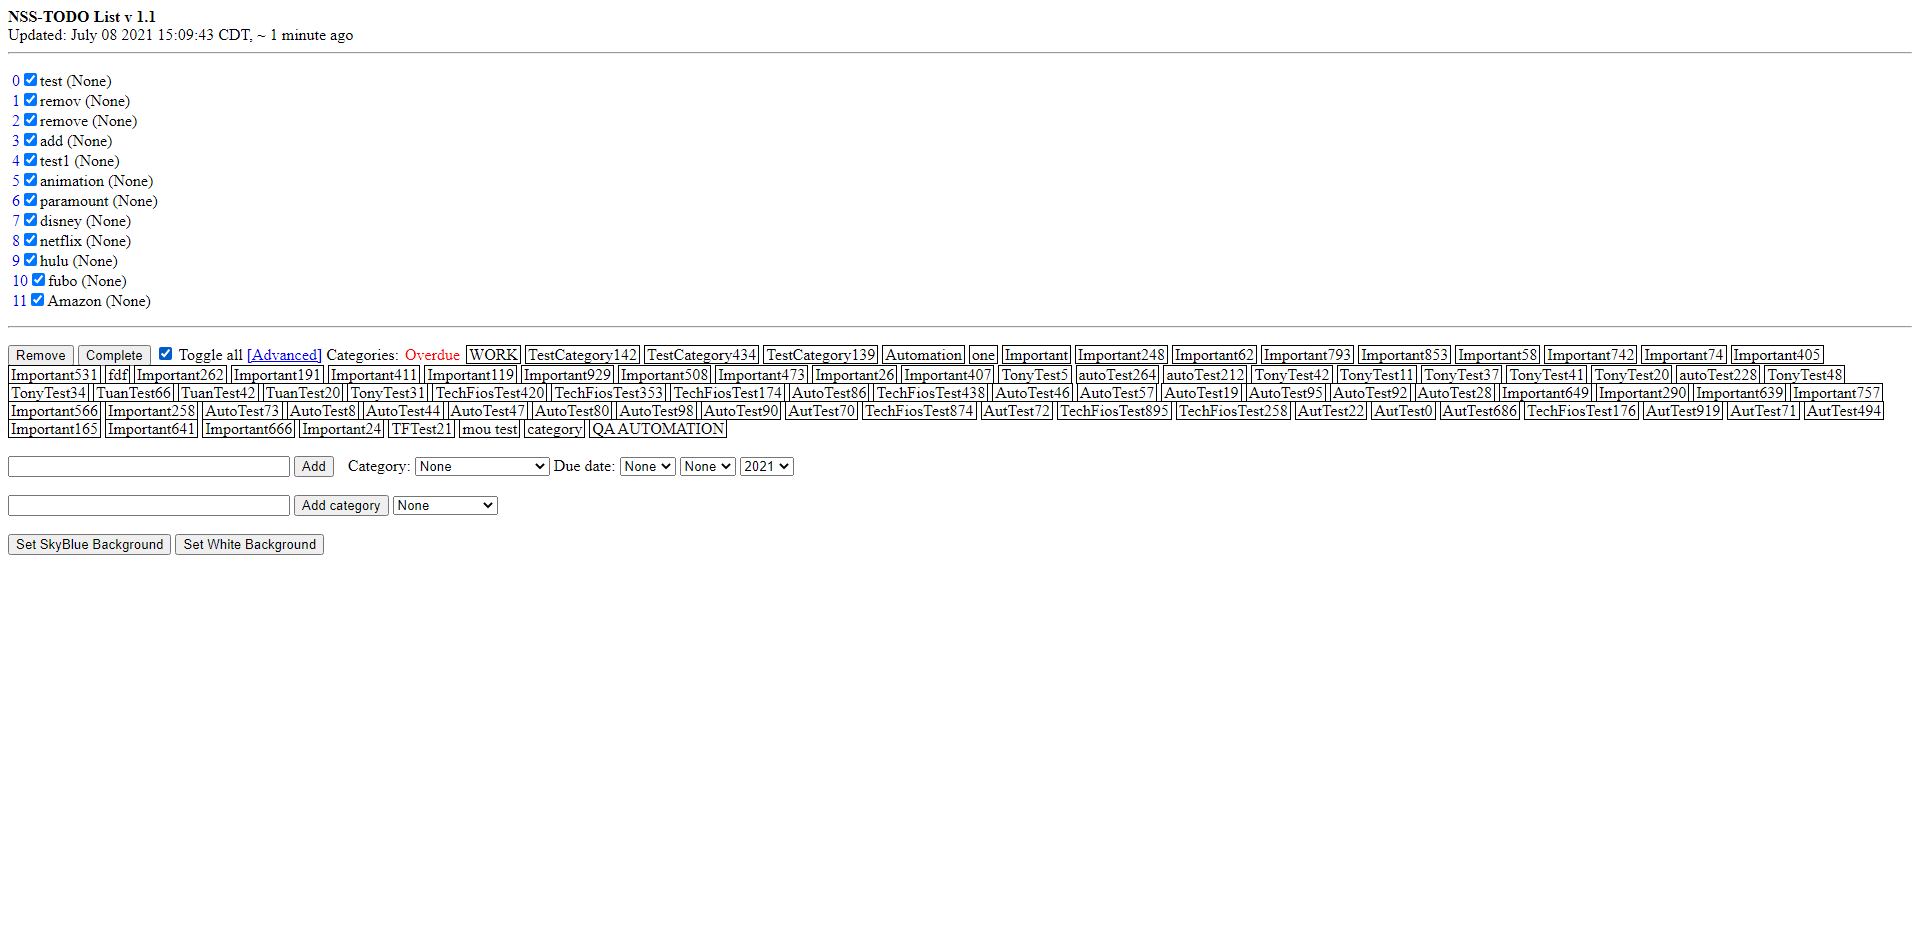 NSS-TODO List v 1.1
Updated: July 08 2021 15:09:43 CDT, ~ 1 minute ago
0 test (None)
1 remov (None)
2 remove (None)
3 add (None)
4 test1 (None)
5 animation (None)
6 paramount (None)
7 disney (None)
8 netflix (None)
9 hulu (None)
10 fubo (None)
11 Amazon (None)
Remove Complete Toggle all [Advanced] Categories: Overdue WORK TestCategory142 TestCategory434 TestCategory139 Automation one Important Important248 Important62 Important793 Important853 Important58 Important742 Important74 Important405
Important531 fdf Important262 Important191 Important411 Important119 Important929 Important508 Important473 Important26 Important407 TonyTest5 autoTest264 autoTest212 TonyTest42 TonyTest11 TonyTest37 TonyTest41 TonyTest20 autoTest228 TonyTest48
TonyTest34 TuanTest66 TuanTest42 TuanTest20 TonyTest31 TechFiosTest420 TechFiosTest353 TechFiosTest174 AutoTest86 TechFiosTest438 AutoTest46 AutoTest57 AutoTest19 AutoTest95 AutoTest92 AutoTest28 Important649 Important290 Important639 Important757
Important566 Important258 AutoTest73 AutoTest8 AutoTest44 AutoTest47 AutoTest80 AutoTest98 AutoTest90 AutTest70 TechFiosTest874 AutTest72 TechFiosTest895 TechFiosTest258 AutTest22 AutTest0 AutTest686 TechFiosTest176 AutTest919 AutTest71 AutTest494
Important165 Important641 Important666 Important24 TFTest21 mou test category QA AUTOMATION
Add Category: None Due date: None None 2021
Add category None
Set SkyBlue Background Set White Background